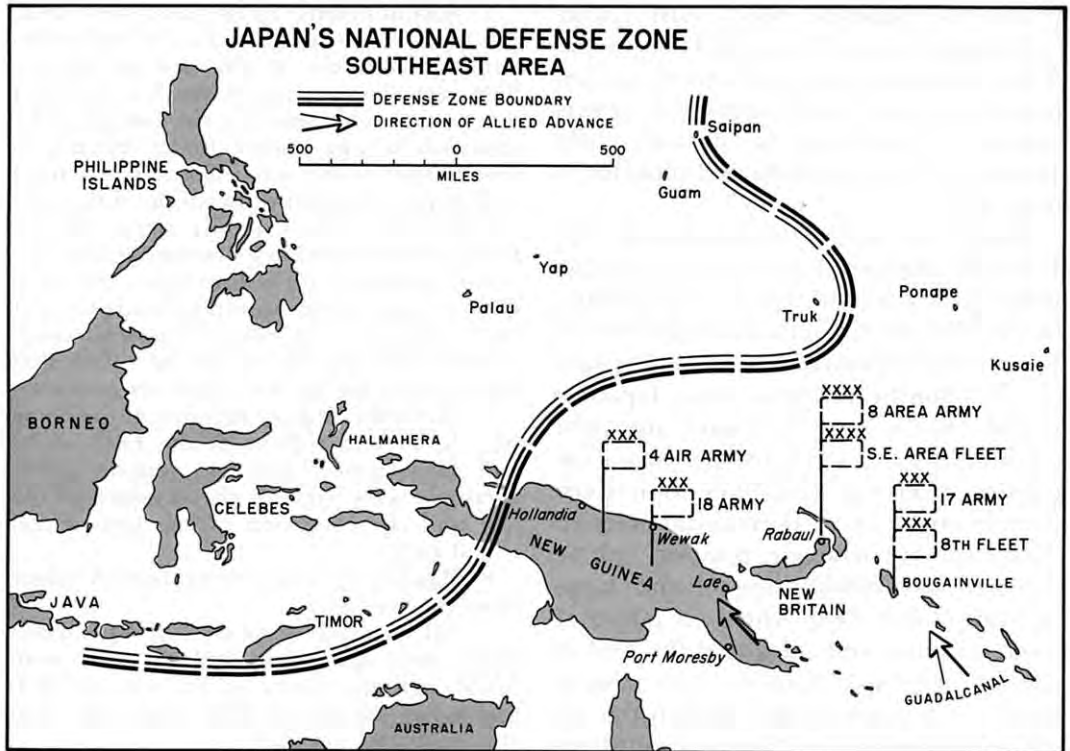 JAPAN'S NATIONAL DEFENSE ZONE
SOUTHEAST AREA
DEFENSE ZONE BOUNDARY
DIRECTION OF ALLIED ADVANCE
500 0 500
MILES
Saipan
PHILIPPINE
ISLANDS
Guam
Yap
Palau
Truk
Ponape
Kusaie
BORNEO
HALMAHERA
CELEBES
XXXX
8 AREA ARMY
XXXX
S.E. AREA FLEET
XXX
4 AIR ARMY
XXX
18 ARMY
XXX
17 ARMY
XXX
8TH FLEET
Hollandia
Wewak
Rabaul
NEW
GUINEA
Lae
NEW
BRITAIN
BOUGAINVILLE
JAVA
TIMOR
Port Moresby
GUADALCANAL
AUSTRALIA